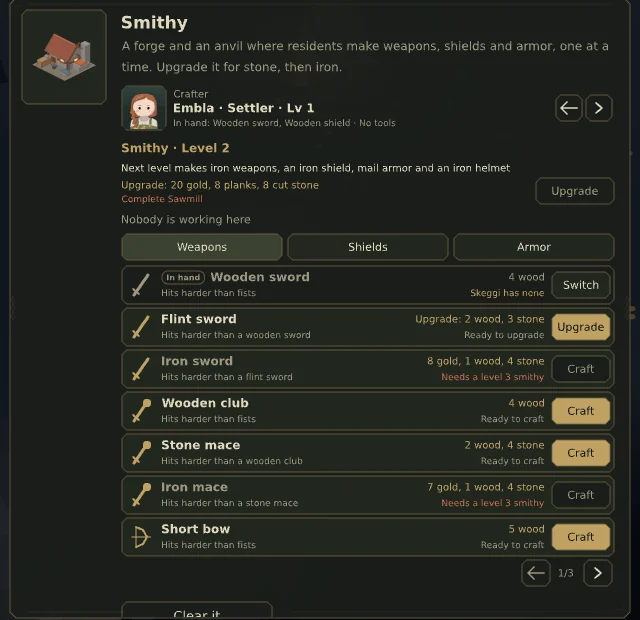 Smithy
A forge and an anvil where residents make weapons, shields and armor, one at a
time. Upgrade it for stone, then iron.
Crafter
Embla · Settler · Lv 1
In hand: Wooden sword, Wooden shield · No tools
Smithy · Level 2
Next level makes iron weapons, an iron shield, mail armor and an iron helmet
Upgrade: 20 gold, 8 planks, 8 cut stone
Complete Sawmill
Upgrade
Nobody is working here
Weapons Shields Armor
In hand Wooden sword 4 wood
Hits harder than fists Skeggi has none
Switch
Flint sword Upgrade: 2 wood, 3 stone
Hits harder than a wooden sword Ready to upgrade
Upgrade
Iron sword 8 gold, 1 wood, 4 stone
Hits harder than a flint sword Needs a level 3 smithy
Craft
Wooden club 4 wood
Hits harder than fists Ready to craft
Craft
Stone mace 2 wood, 4 stone
Hits harder than a wooden club Ready to craft
Craft
Iron mace 7 gold, 1 wood, 4 stone
Hits harder than a stone mace Needs a level 3 smithy
Craft
Short bow 5 wood
Hits harder than fists Ready to craft
Craft
1/3
Clear it